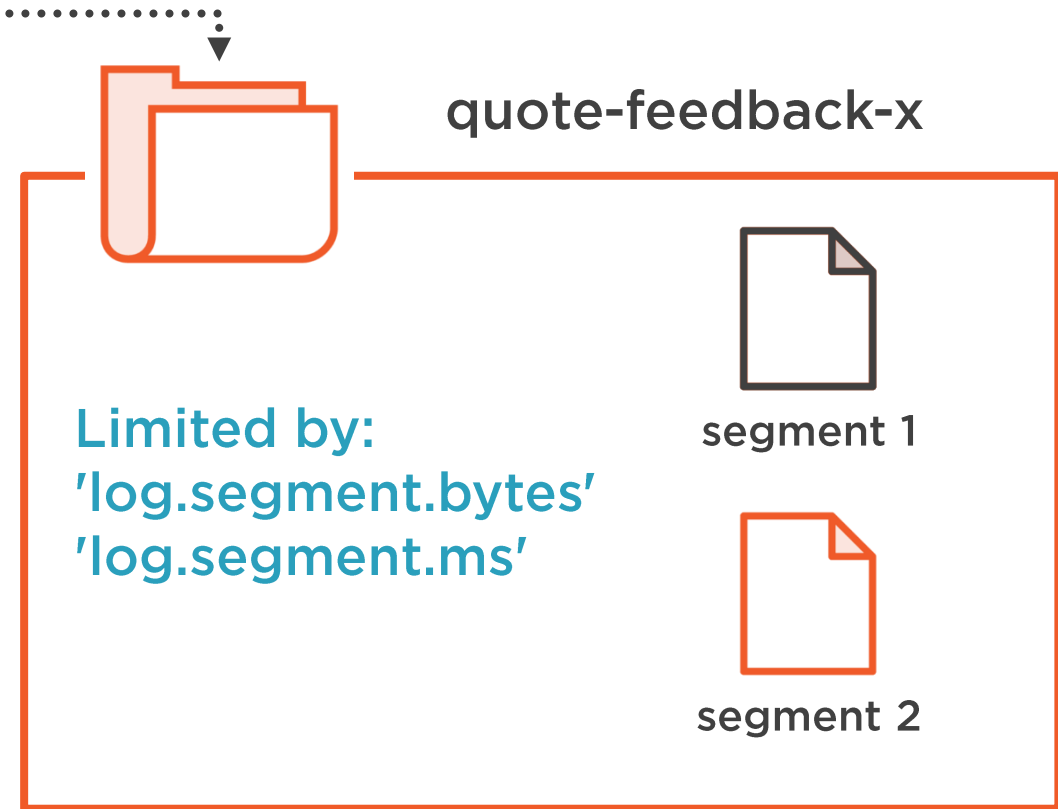 quote-feedback-x
Limited by:
'log.segment.bytes'
'log.segment.ms'
segment 1
segment 2